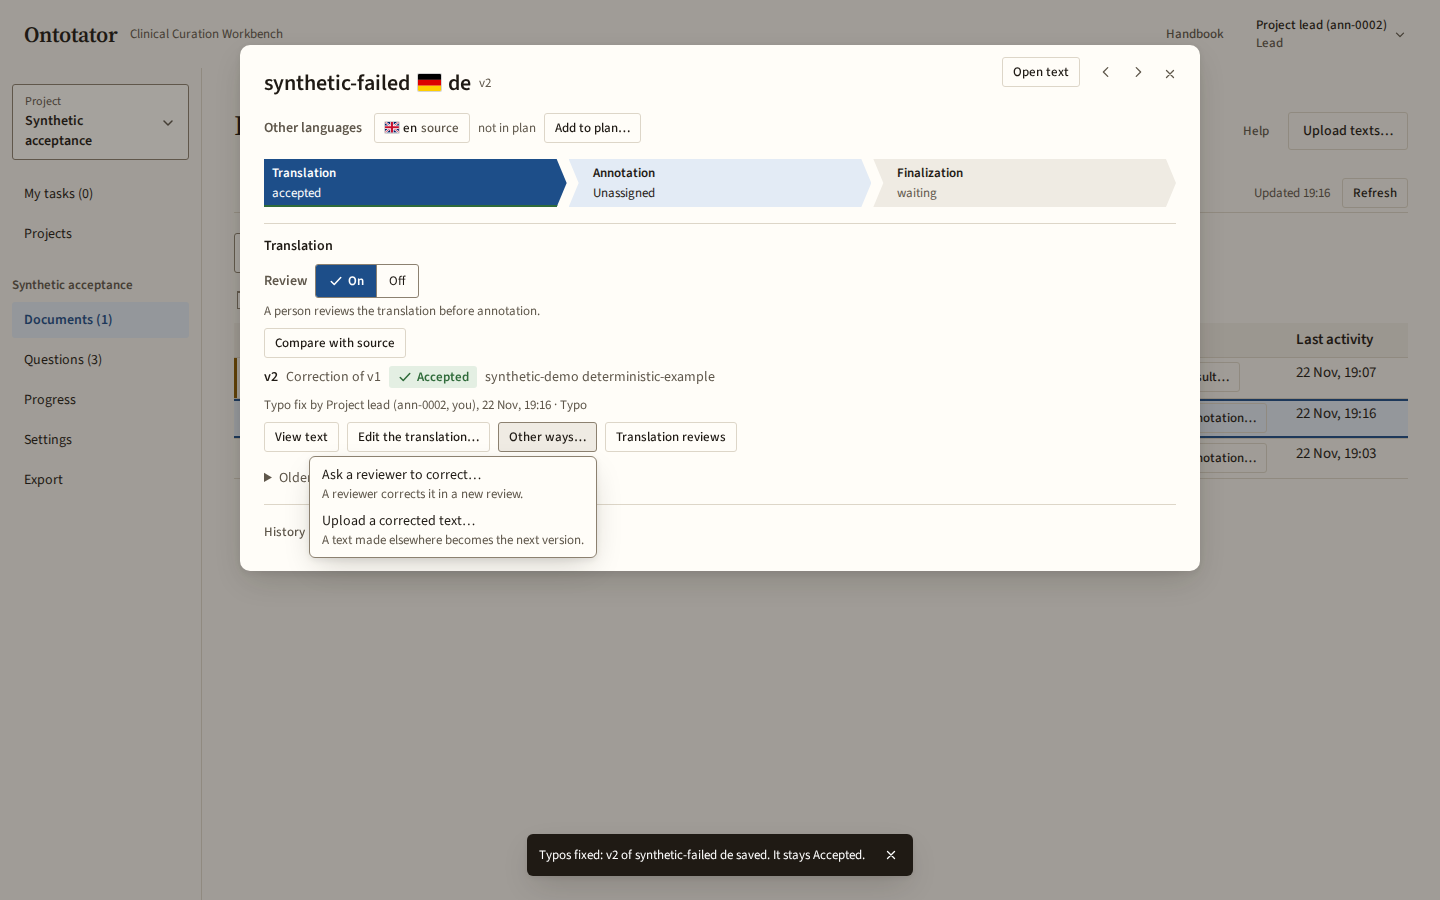 Ontotator Clinical Curation Workbench
Handbook
Project lead (ann-0002)
Lead
Project
Synthetic acceptance
My tasks (0)
Projects
Synthetic acceptance
Documents (1)
Questions (3)
Progress
Settings
Export
Help
Upload texts…
Updated 19:16
Refresh
Last activity
22 Nov, 19:07
22 Nov, 19:16
22 Nov, 19:03
synthetic-failed de v2
Open text
Other languages
en source
not in plan
Add to plan…
Translation
accepted
Annotation
Unassigned
Finalization
waiting
Translation
Review
On
Off
A person reviews the translation before annotation.
Compare with source
v2 Correction of v1 Accepted synthetic-demo deterministic-example
Typo fix by Project lead (ann-0002, you), 22 Nov, 19:16 · Typo
View text
Edit the translation…
Other ways…
Translation reviews
Ask a reviewer to correct…
A reviewer corrects it in a new review.
Upload a corrected text…
A text made elsewhere becomes the next version.
History
Typos fixed: v2 of synthetic-failed de saved. It stays Accepted.